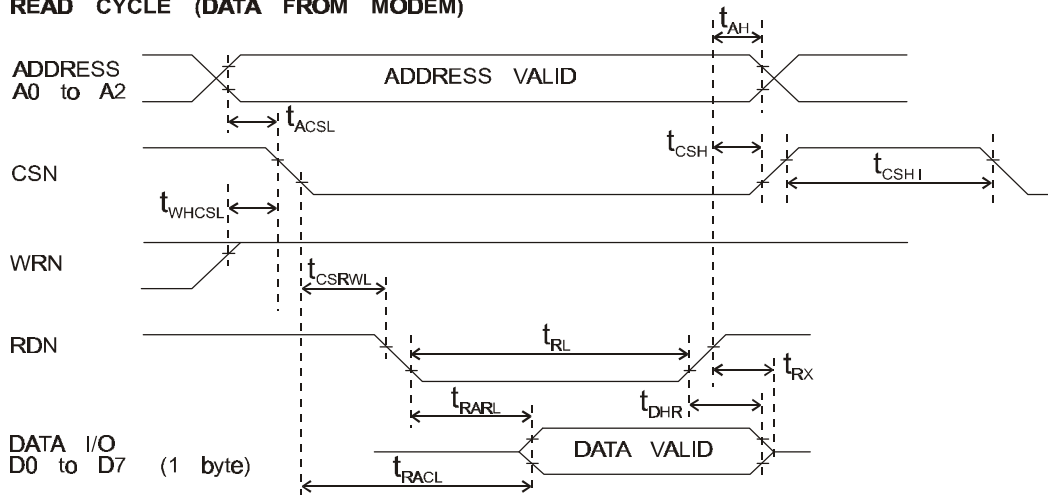 READ CYCLE (DATA FROM MODEM)
tAH
ADDRESS
A0 to A2
ADDRESS VALID
tACSL
CSN
tCSH
tCSHI
tWHCSL
WRN
tCSRWL
RDN
tRL
tRX
tRARL
tDHR
DATA I/O
D0 to D7 (1 byte)
DATA VALID
tRACL